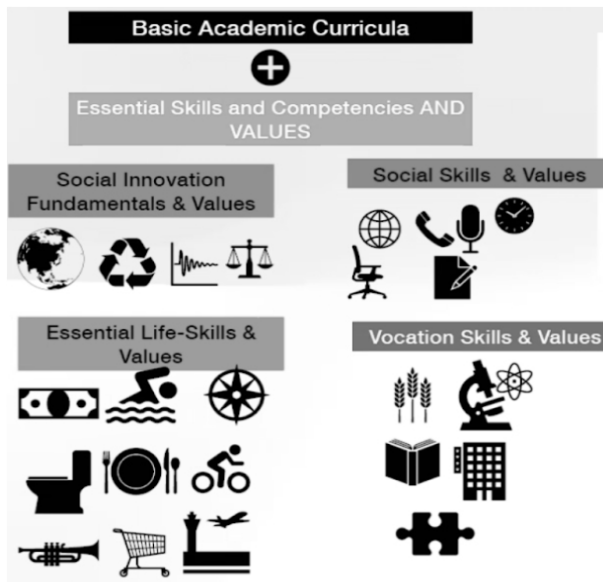 Basic Academic Curricula
Essential Skills and Competencies AND
VALUES
Social Innovation
Fundamentals & Values
Social Skills & Values
Essential Life-Skills &
Values
Vocation Skills & Values